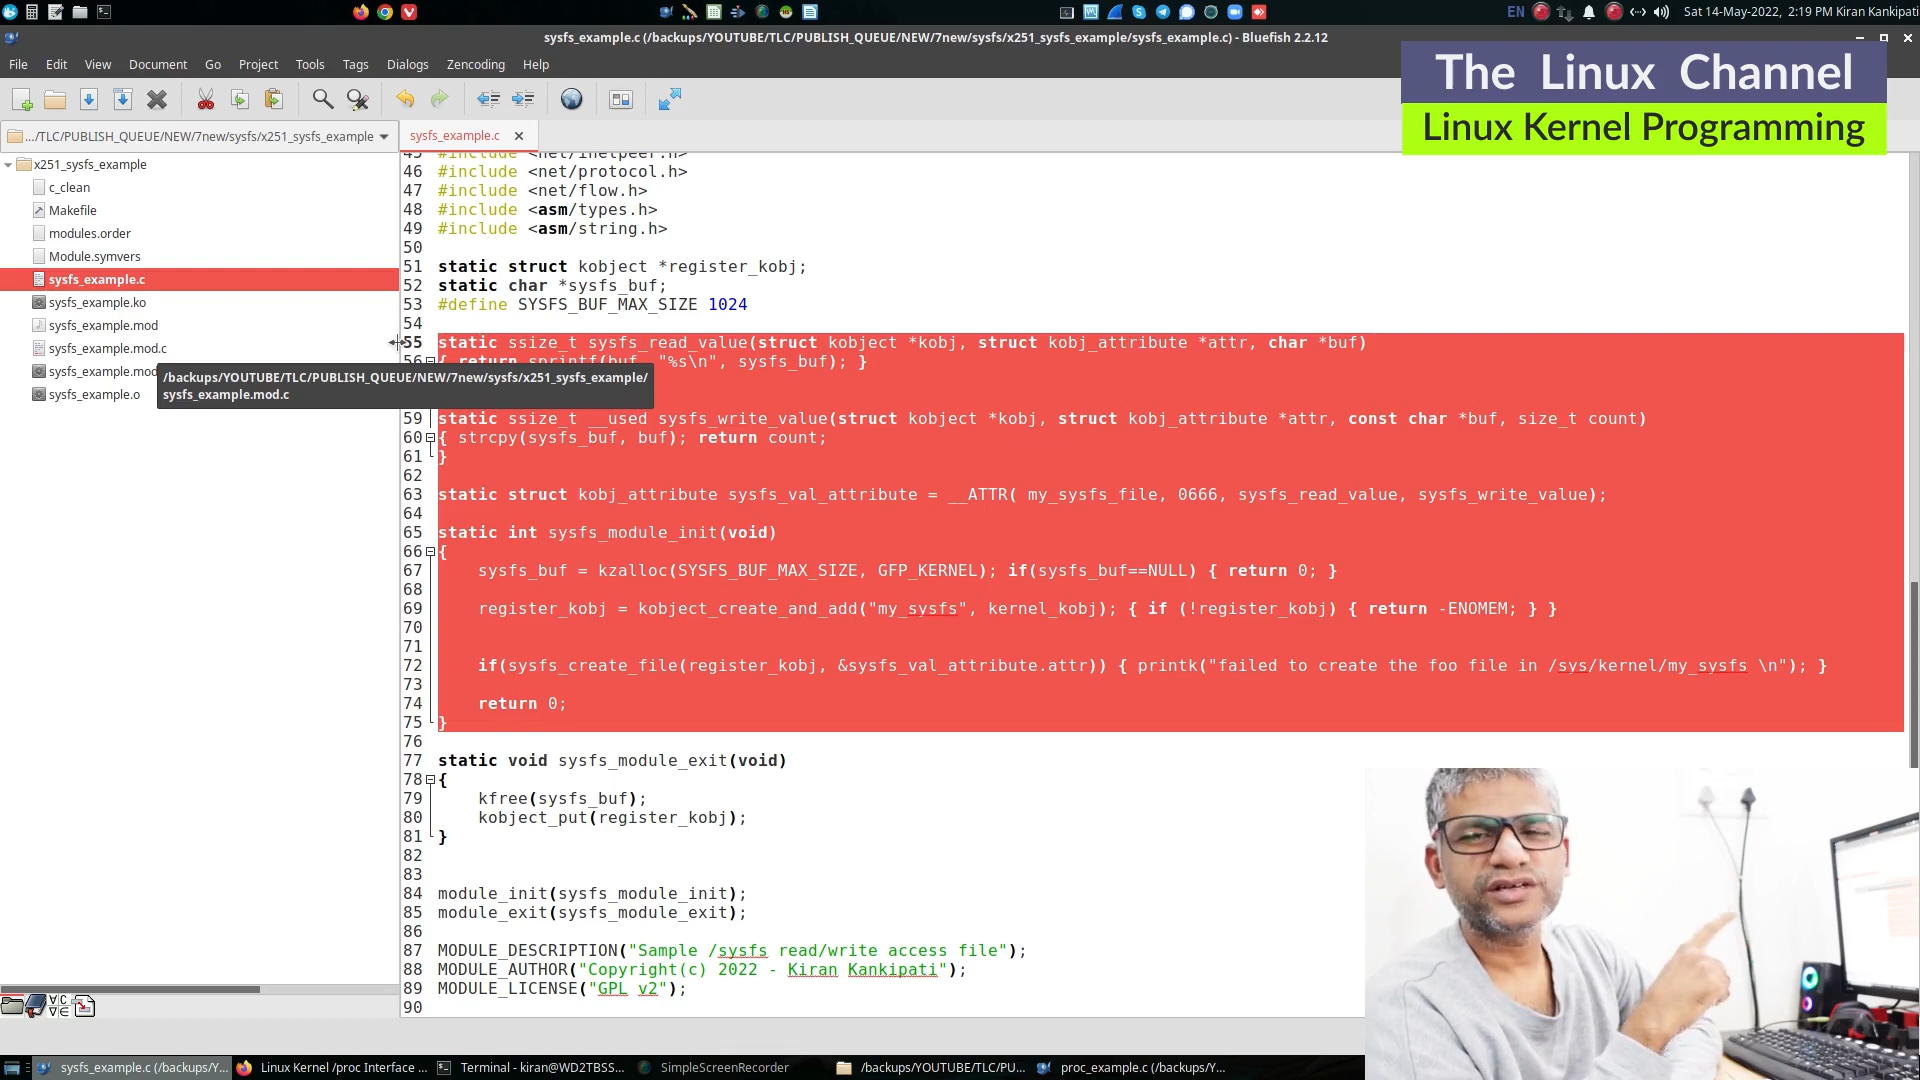 EN
Sat 14-May-2022, 2:19 PM Kiran Kankipati
sysfs_example.c (/backups/YOUTUBE/TLC/PUBLISH_QUEUE/NEW/7new/sysfs/x251_sysfs_example/sysfs_example.c) - Bluefish 2.2.12
File Edit View Document Go Project Tools Tags Dialogs Zencoding Help
The Linux Channel
Linux Kernel Programming
.../TLC/PUBLISH_QUEUE/NEW/7new/sysfs/x251_sysfs_example
sysfs_example.c
x251_sysfs_example
c_clean
Makefile
modules.order
Module.symvers
sysfs_example.c
sysfs_example.ko
sysfs_example.mod
sysfs_example.mod.c
sysfs_example.mod
sysfs_example.o
/backups/YOUTUBE/TLC/PUBLISH_QUEUE/NEW/7new/sysfs/x251_sysfs_example/
sysfs_example.mod.c
45 #include <net/inetpeer.h>
46 #include <net/protocol.h>
47 #include <net/flow.h>
48 #include <asm/types.h>
49 #include <asm/string.h>
50
51 static struct kobject *register_kobj;
52 static char *sysfs_buf;
53 #define SYSFS_BUF_MAX_SIZE 1024
54
55 static ssize_t sysfs_read_value(struct kobject *kobj, struct kobj_attribute *attr, char *buf)
56 { return sprintf(buf, "%s\n", sysfs_buf); }
59 static ssize_t __used sysfs_write_value(struct kobject *kobj, struct kobj_attribute *attr, const char *buf, size_t count)
60 { strcpy(sysfs_buf, buf); return count;
61 }
62
63 static struct kobj_attribute sysfs_val_attribute = __ATTR( my_sysfs_file, 0666, sysfs_read_value, sysfs_write_value);
64
65 static int sysfs_module_init(void)
66 {
67 sysfs_buf = kzalloc(SYSFS_BUF_MAX_SIZE, GFP_KERNEL); if(sysfs_buf==NULL) { return 0; }
68
69 register_kobj = kobject_create_and_add("my_sysfs", kernel_kobj); { if (!register_kobj) { return -ENOMEM; } }
70
71
72 if(sysfs_create_file(register_kobj, &sysfs_val_attribute.attr)) { printk("failed to create the foo file in /sys/kernel/my_sysfs \n"); }
73
74 return 0;
75 }
76
77 static void sysfs_module_exit(void)
78 {
79 kfree(sysfs_buf);
80 kobject_put(register_kobj);
81 }
82
83
84 module_init(sysfs_module_init);
85 module_exit(sysfs_module_exit);
86
87 MODULE_DESCRIPTION("Sample /sysfs read/write access file");
88 MODULE_AUTHOR("Copyright(c) 2022 - Kiran Kankipati");
89 MODULE_LICENSE("GPL v2");
90
sysfs_example.c (/backups/Y... Linux Kernel /proc Interface ... Terminal - kiran@WD2TBSS... SimpleScreenRecorder /backups/YOUTUBE/TLC/PU... proc_example.c (/backups/Y...